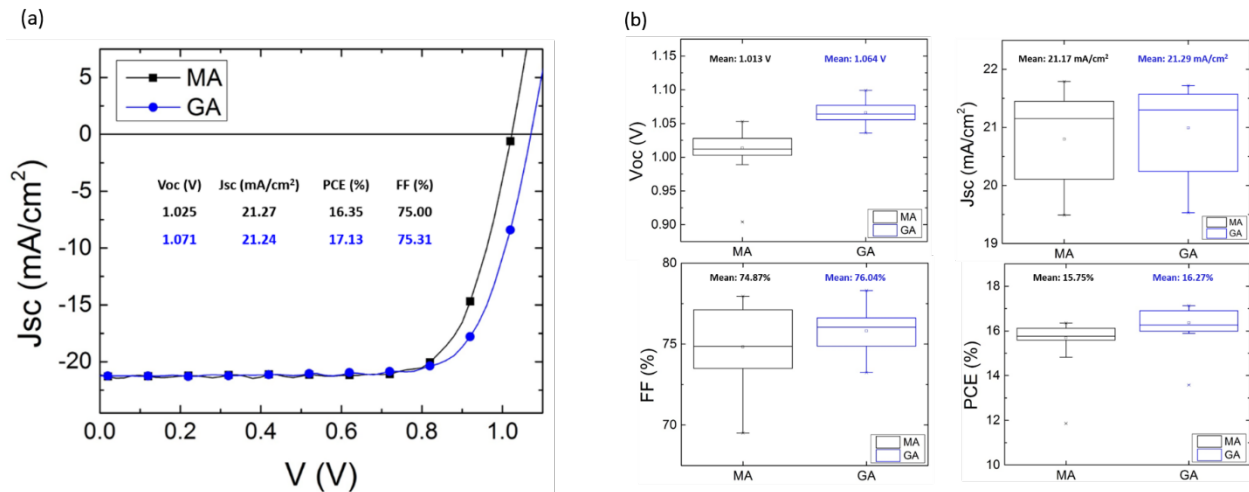 (a)
Jsc (mA/cm²)
5
0
-5
-10
-15
-20
MA
GA
Voc (V) Jsc (mA/cm²) PCE (%) FF (%)
1.025 21.27 16.35 75.00
1.071 21.24 17.13 75.31
0.0 0.2 0.4 0.6 0.8 1.0
V (V)
(b)
Voc (V)
1.15
1.10
1.05
1.00
0.95
0.90
Mean: 1.013 V Mean: 1.064 V
MA
GA
MA GA
Jsc (mA/cm²)
22
21
20
19
Mean: 21.17 mA/cm² Mean: 21.29 mA/cm²
MA
GA
MA GA
FF (%)
80
75
70
Mean: 74.87% Mean: 76.04%
MA
GA
MA GA
PCE (%)
18
16
14
12
10
Mean: 15.75% Mean: 16.27%
MA
GA
MA GA